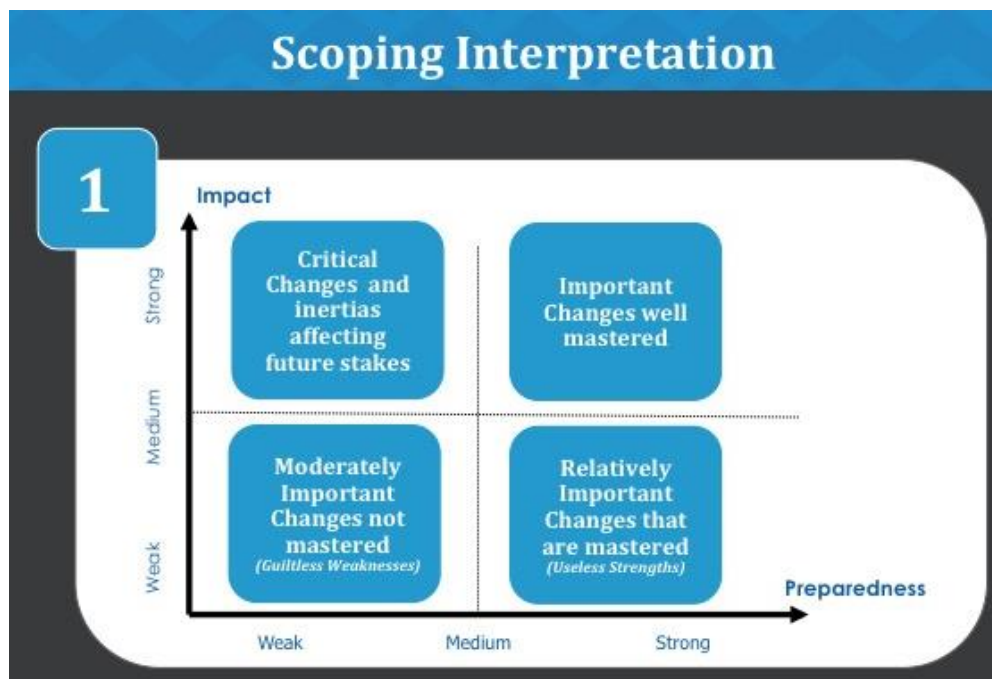 Scoping Interpretation
1
Impact
Strong
Medium
Weak
Critical
Changes and
inertias
affecting
future stakes
Important
Changes well
mastered
Moderately
Important
Changes not
mastered
(Guiltless Weaknesses)
Relatively
Important
Changes that
are mastered
(Useless Strengths)
Preparedness
Weak
Medium
Strong